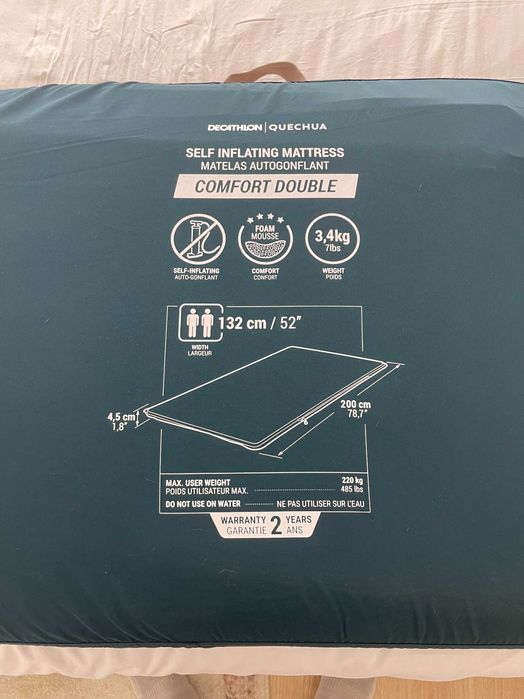 DECATHLON | QUECHUA
SELF INFLATING MATTRESS
MATELAS AUTOGONFLANT
COMFORT DOUBLE
SELF-INFLATING
AUTO-GONFLANT
FOAM
MOUSSE
COMFORT
CONFORT
3,4kg
7lbs
WEIGHT
POIDS
132 cm / 52"
WIDTH
LARGEUR
200 cm
78,7"
4,5 cm
1,8"
MAX. USER WEIGHT 220 kg
POIDS UTILISATEUR MAX. 485 lbs
DO NOT USE ON WATER NE PAS UTILISER SUR L'EAU
WARRANTY 2 YEARS
GARANTIE ANS